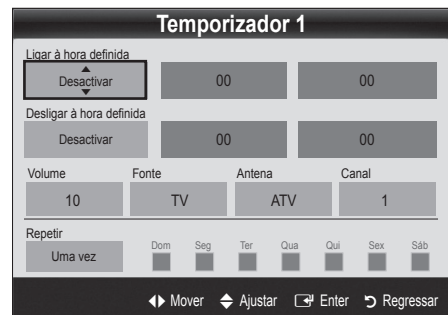 Temporizador 1
Ligar à hora definida
Desactivar 00 00
Desligar à hora definida
Desactivar 00 00
Volume Fonte Antena Canal
10 TV ATV 1
Repetir
Dom Seg Ter Qua Qui Sex Sáb
Uma vez
Mover Ajustar Enter Regressar